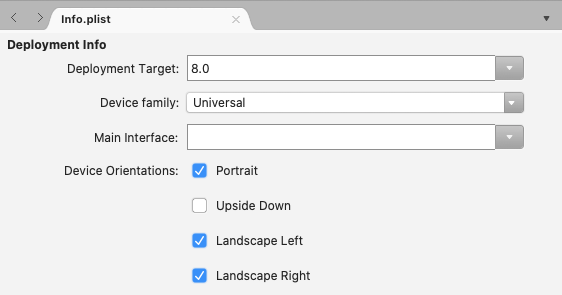 Info.plist
Deployment Info
Deployment Target: 8.0
Device family: Universal
Main Interface:
Device Orientations: Portrait
Upside Down
Landscape Left
Landscape Right